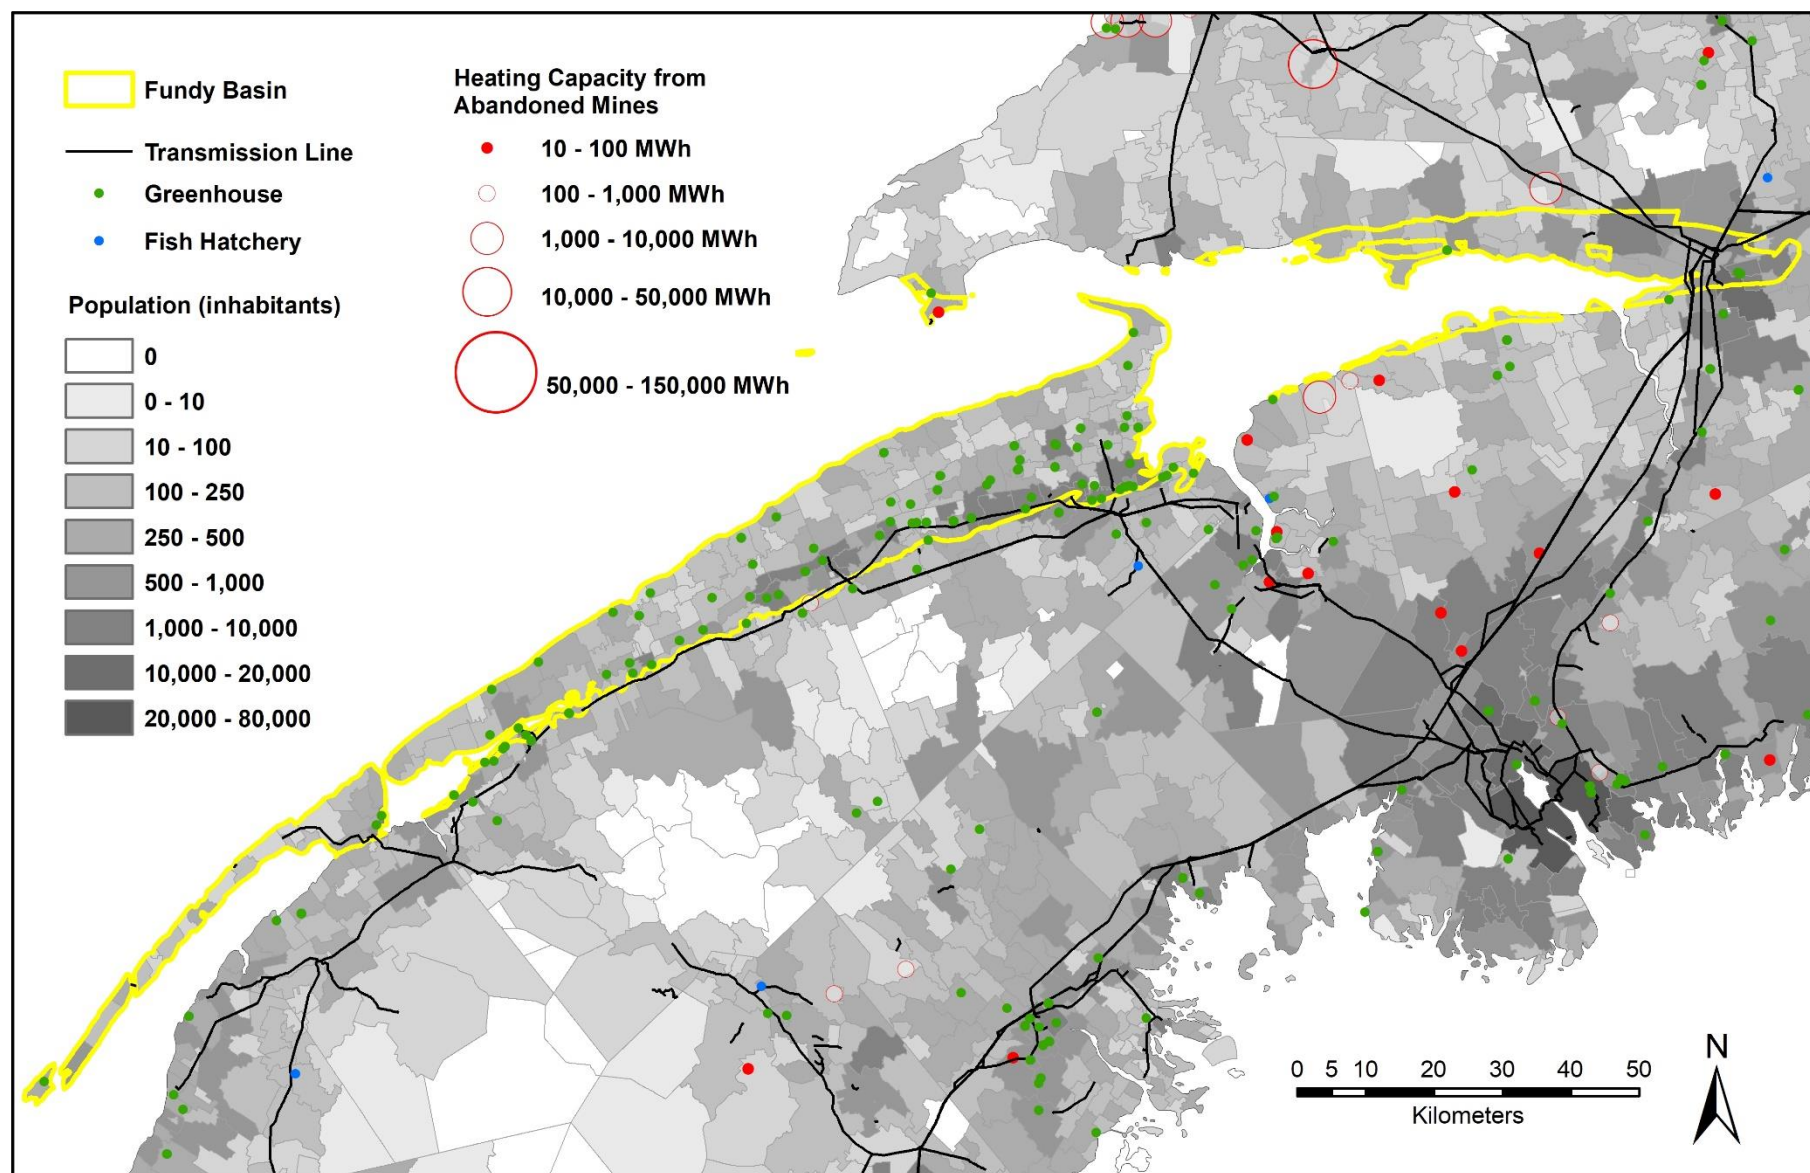 Fundy Basin
Transmission Line
Greenhouse
Fish Hatchery
Population (inhabitants)
0
0 - 10
10 - 100
100 - 250
250 - 500
500 - 1,000
1,000 - 10,000
10,000 - 20,000
20,000 - 80,000
Heating Capacity from
Abandoned Mines
10 - 100 MWh
100 - 1,000 MWh
1,000 - 10,000 MWh
10,000 - 50,000 MWh
50,000 - 150,000 MWh
0 5 10 20 30 40 50
Kilometers
N